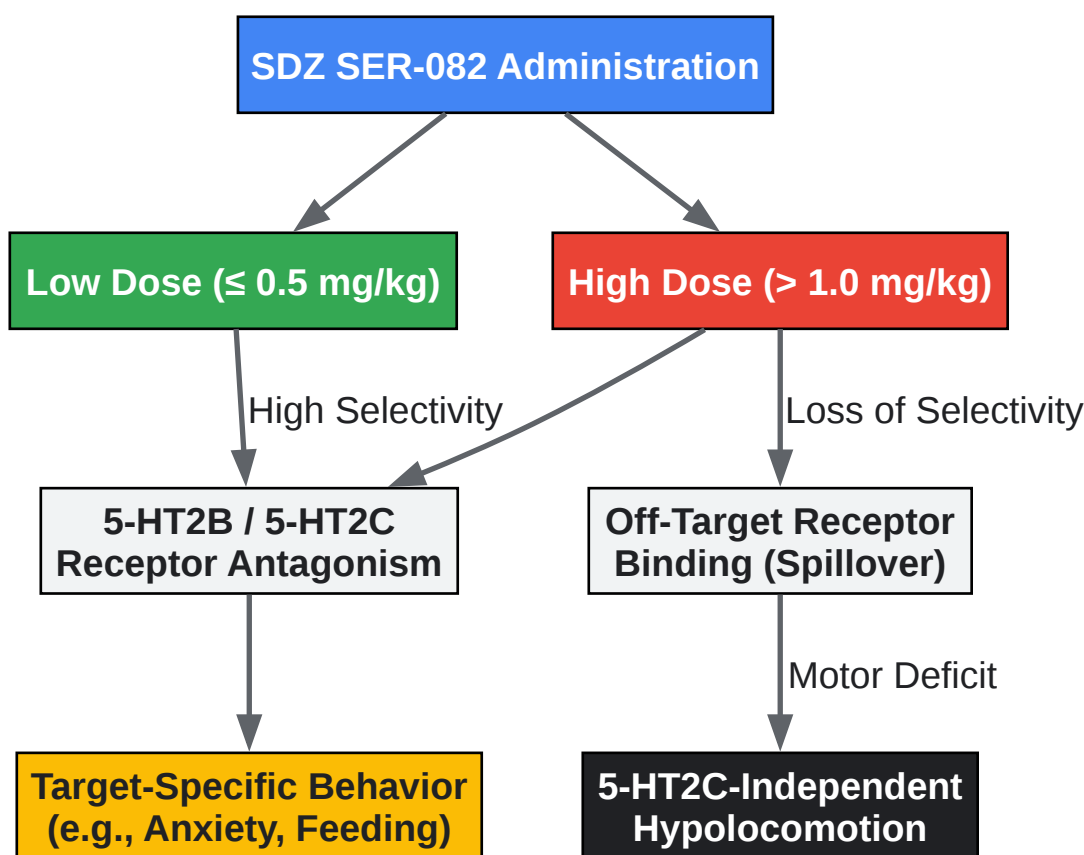 SDZ SER-082 Administration
Low Dose (≤ 0.5 mg/kg)
High Dose (> 1.0 mg/kg)
High Selectivity
Loss of Selectivity
5-HT2B / 5-HT2C
Receptor Antagonism
Off-Target Receptor
Binding (Spillover)
Motor Deficit
Target-Specific Behavior
(e.g., Anxiety, Feeding)
5-HT2C-Independent
Hypolocomotion